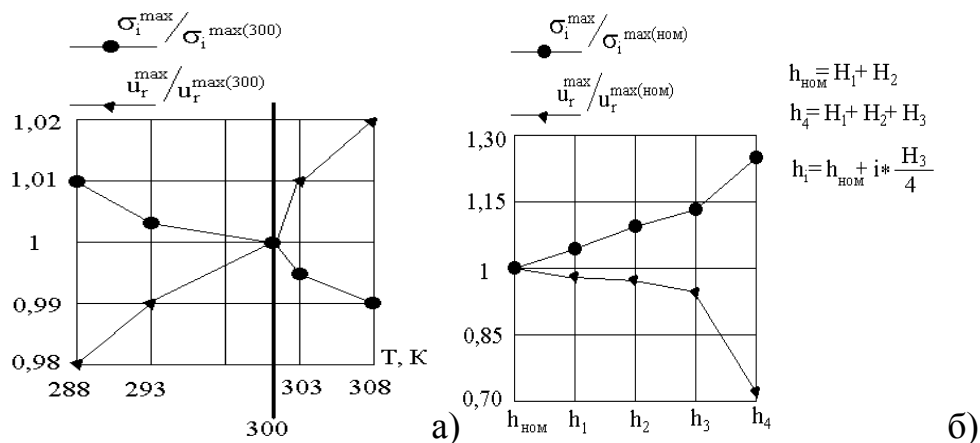 σ_i^max / σ_i^max(300)
u_r^max / u_r^max(300)
1,02
1,01
1
0,99
0,98
288 293 303 308 T, K
300
а)
σ_i^max / σ_i^max(ном)
u_r^max / u_r^max(ном)
1,30
1,15
1
0,85
0,70
h_ном h_1 h_2 h_3 h_4
h_ном = H_1 + H_2
h_4 = H_1 + H_2 + H_3
h_i = h_ном + i* H_3/4
б)